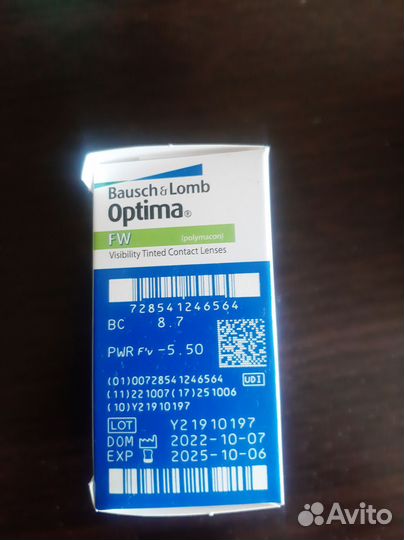 Bausch & Lomb
Optima®
FW (polymacon)
Visibility Tinted Contact Lenses
728541246564
BC 8.7
PWR F'v -5.50
(01)00728541246564 UDI
(11)221007(17)251006
(10)Y21910197
LOT Y21910197
DOM 2022-10-07
EXP 2025-10-06
Avito